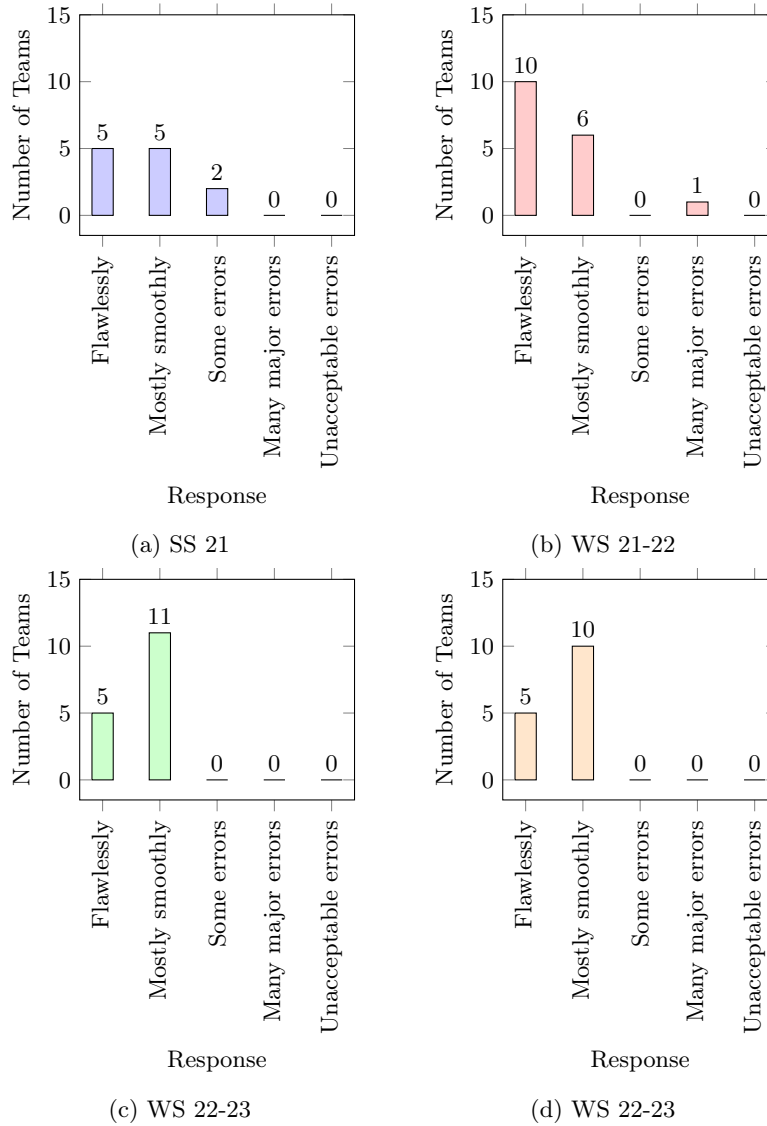 15
10
5
0
Number of Teams
5
5
2
0
0
Flawlessly
Mostly smoothly
Some errors
Many major errors
Unacceptable errors
Response
(a) SS 21
15
10
5
0
Number of Teams
10
6
0
1
0
Flawlessly
Mostly smoothly
Some errors
Many major errors
Unacceptable errors
Response
(b) WS 21-22
15
10
5
0
Number of Teams
5
11
0
0
0
Flawlessly
Mostly smoothly
Some errors
Many major errors
Unacceptable errors
Response
(c) WS 22-23
15
10
5
0
Number of Teams
5
10
0
0
0
Flawlessly
Mostly smoothly
Some errors
Many major errors
Unacceptable errors
Response
(d) WS 22-23